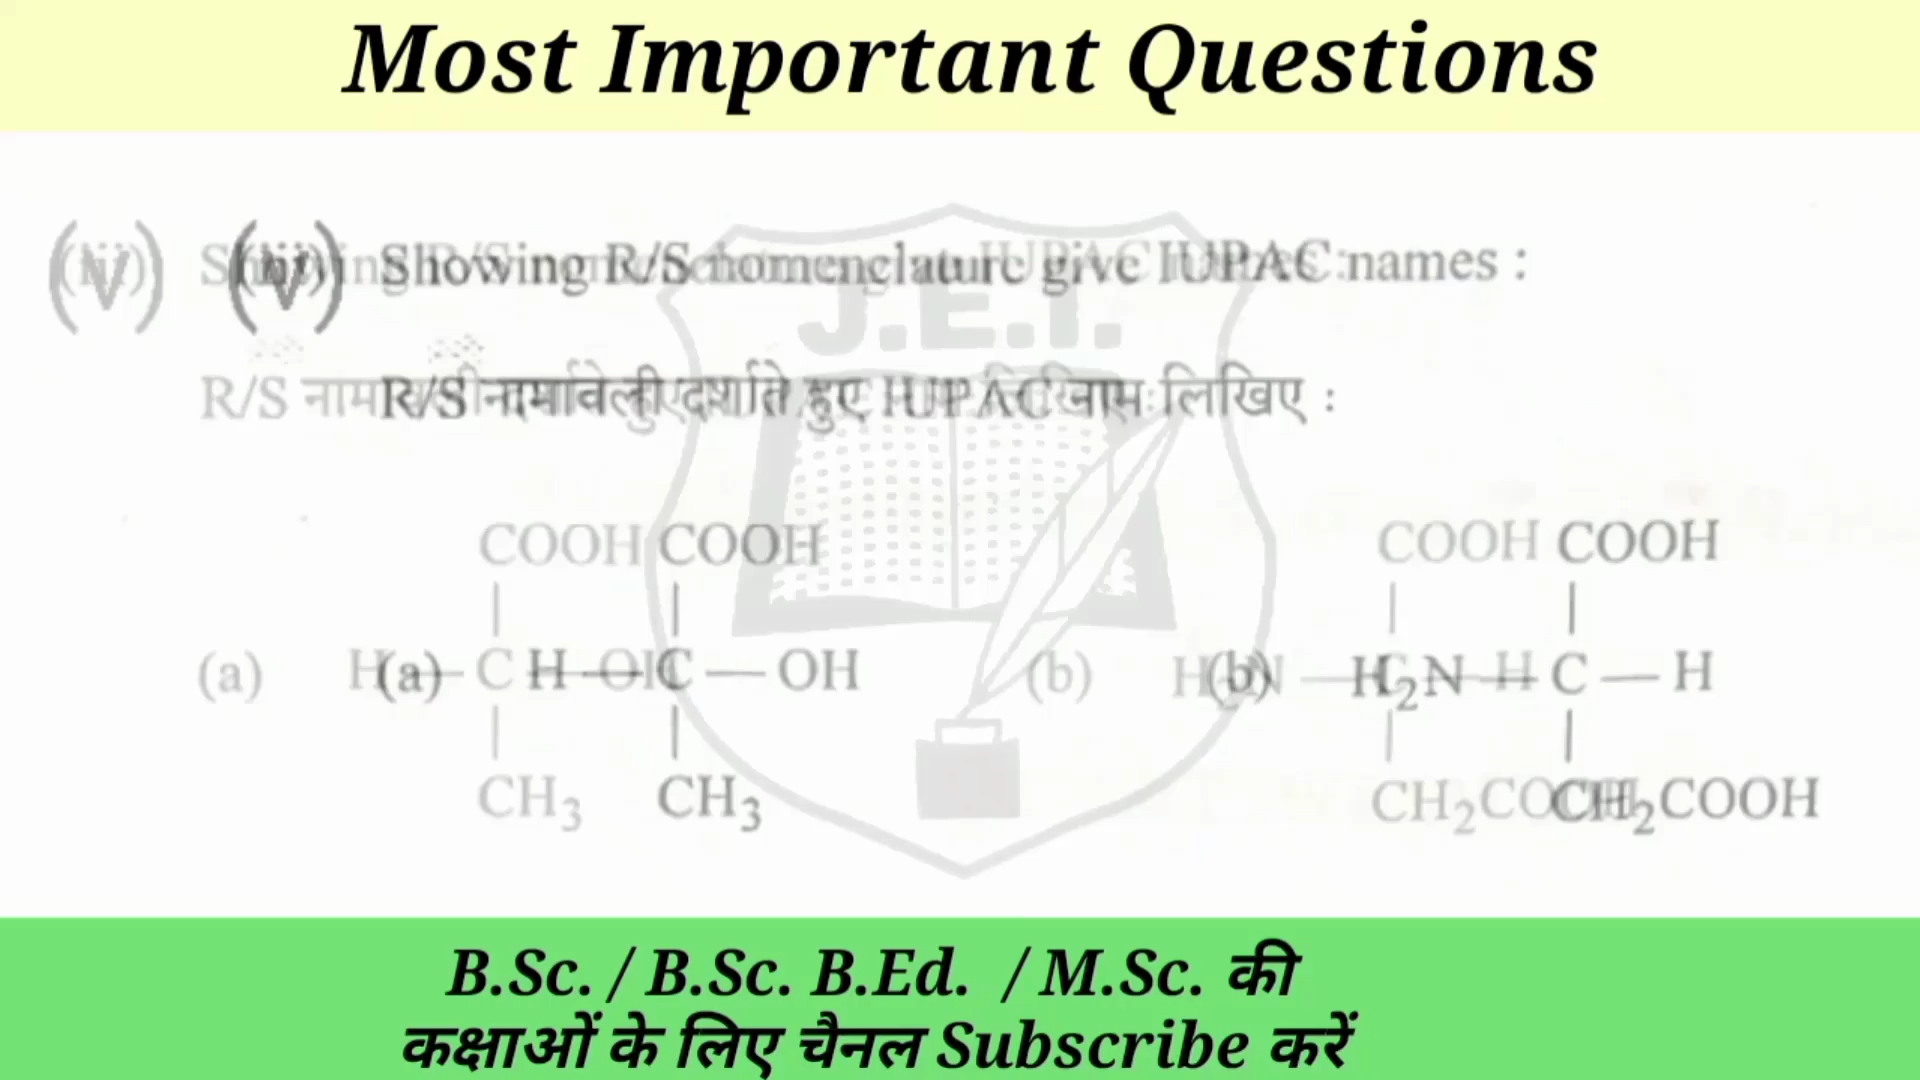 Most Important Questions
(v) Showing R/S nomenclature give IUPAC names :
R/S नामावली दर्शाते हुए IUPAC नाम लिखिए :
J.E.I.
COOH
COOH
(a) H — C — OH
(b) H₂N — C — H
CH₃
CH₂COOH
B.Sc. / B.Sc. B.Ed. / M.Sc. की
कक्षाओं के लिए चैनल Subscribe करें